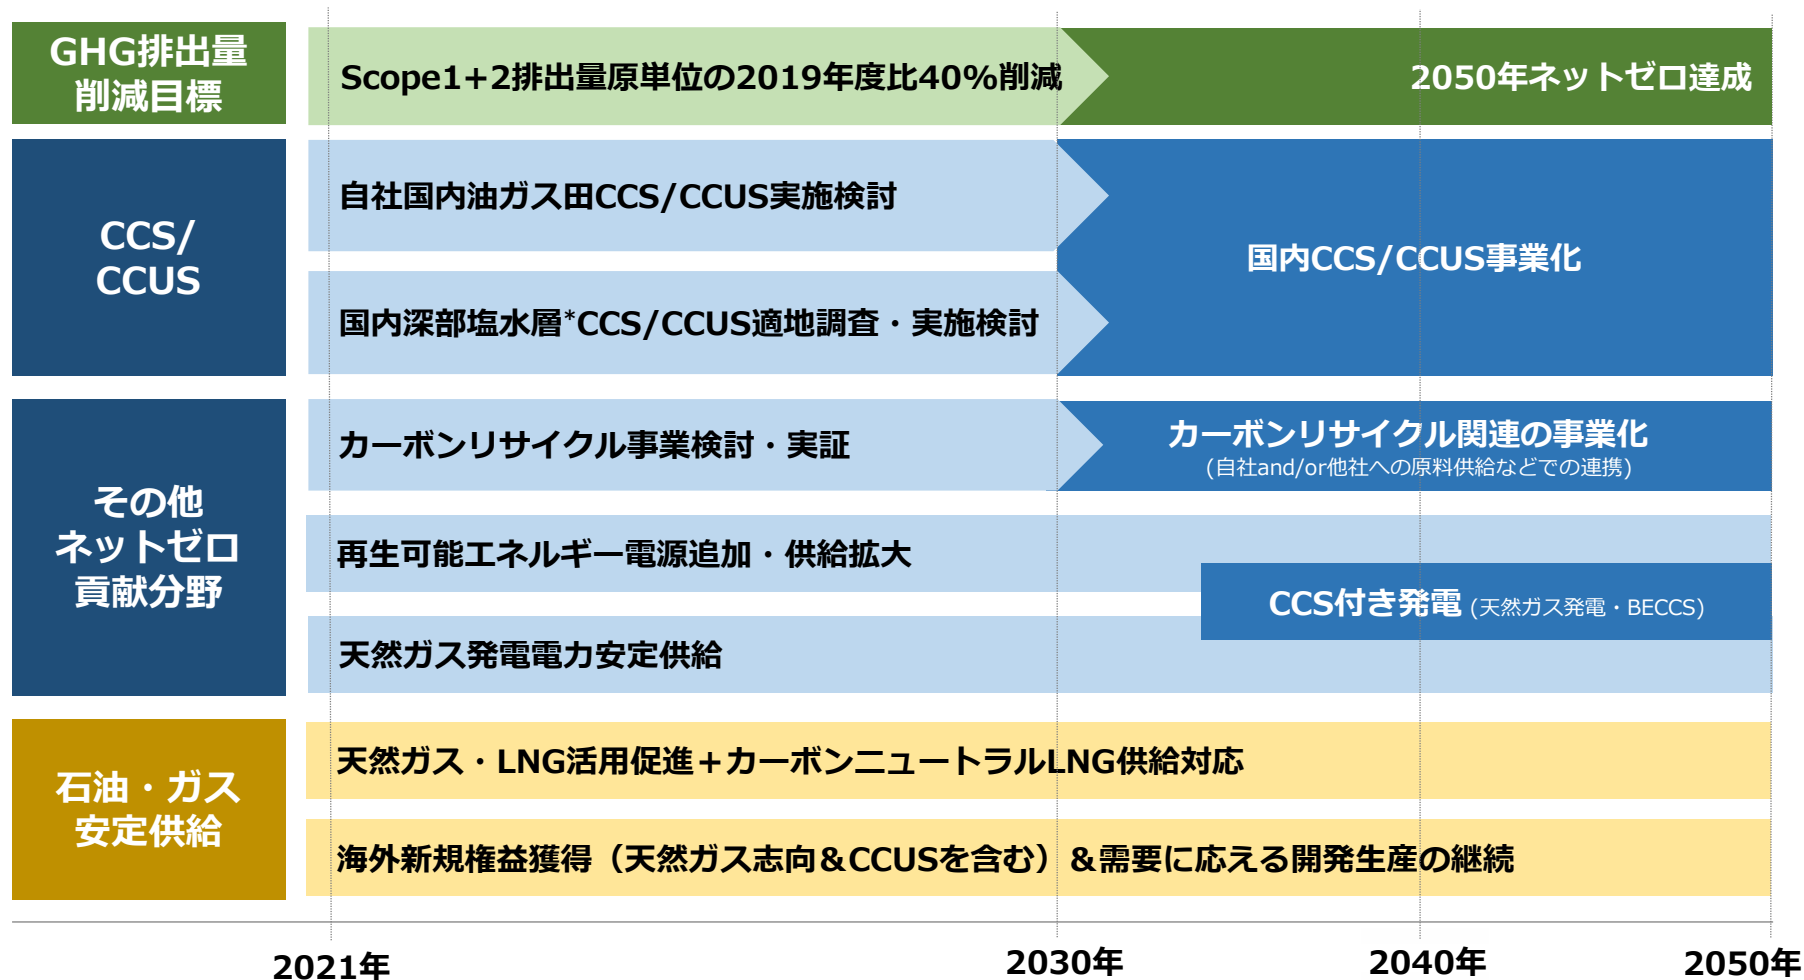 GHG排出量
削減目標
Scope1+2排出量原単位の2019年度比40%削減
2050年ネットゼロ達成
CCS/
CCUS
自社国内油ガス田CCS/CCUS実施検討
国内深部塩水層*CCS/CCUS適地調査・実施検討
国内CCS/CCUS事業化
その他
ネットゼロ
貢献分野
カーボンリサイクル事業検討・実証
カーボンリサイクル関連の事業化
(自社and/or他社への原料供給などでの連携)
再生可能エネルギー電源追加・供給拡大
CCS付き発電 (天然ガス発電・BECCS)
天然ガス発電電力安定供給
石油・ガス
安定供給
天然ガス・LNG活用促進＋カーボンニュートラルLNG供給対応
海外新規権益獲得（天然ガス志向＆CCUSを含む）＆需要に応える開発生産の継続
2021年
2030年
2040年
2050年